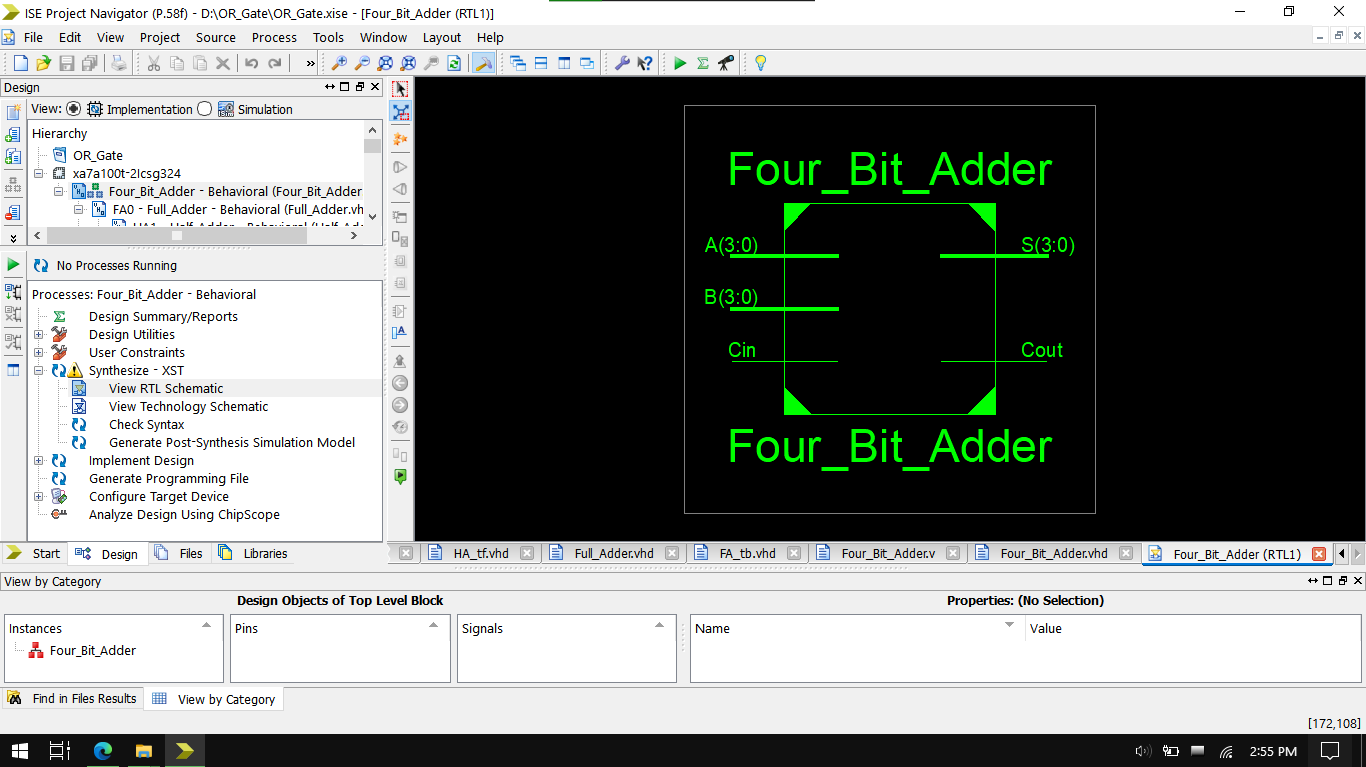 ISE Project Navigator (P.58f) - D:\OR_Gate\OR_Gate.xise - [Four_Bit_Adder (RTL1)]
File Edit View Project Source Process Tools Window Layout Help
Design
View: Implementation Simulation
Hierarchy
OR_Gate
xa7a100t-2lcsg324
Four_Bit_Adder - Behavioral (Four_Bit_Adder
FA0 - Full_Adder - Behavioral (Full_Adder.vh
No Processes Running
Processes: Four_Bit_Adder - Behavioral
Design Summary/Reports
Design Utilities
User Constraints
Synthesize - XST
View RTL Schematic
View Technology Schematic
Check Syntax
Generate Post-Synthesis Simulation Model
Implement Design
Generate Programming File
Configure Target Device
Analyze Design Using ChipScope
Start Design Files Libraries
Four_Bit_Adder
A(3:0) S(3:0)
B(3:0)
Cin Cout
Four_Bit_Adder
HA_tf.vhd Full_Adder.vhd FA_tb.vhd Four_Bit_Adder.v Four_Bit_Adder.vhd Four_Bit_Adder (RTL1)
View by Category
Design Objects of Top Level Block Properties: (No Selection)
Instances Pins Signals Name Value
Four_Bit_Adder
Find in Files Results View by Category
[172,108]
2:55 PM